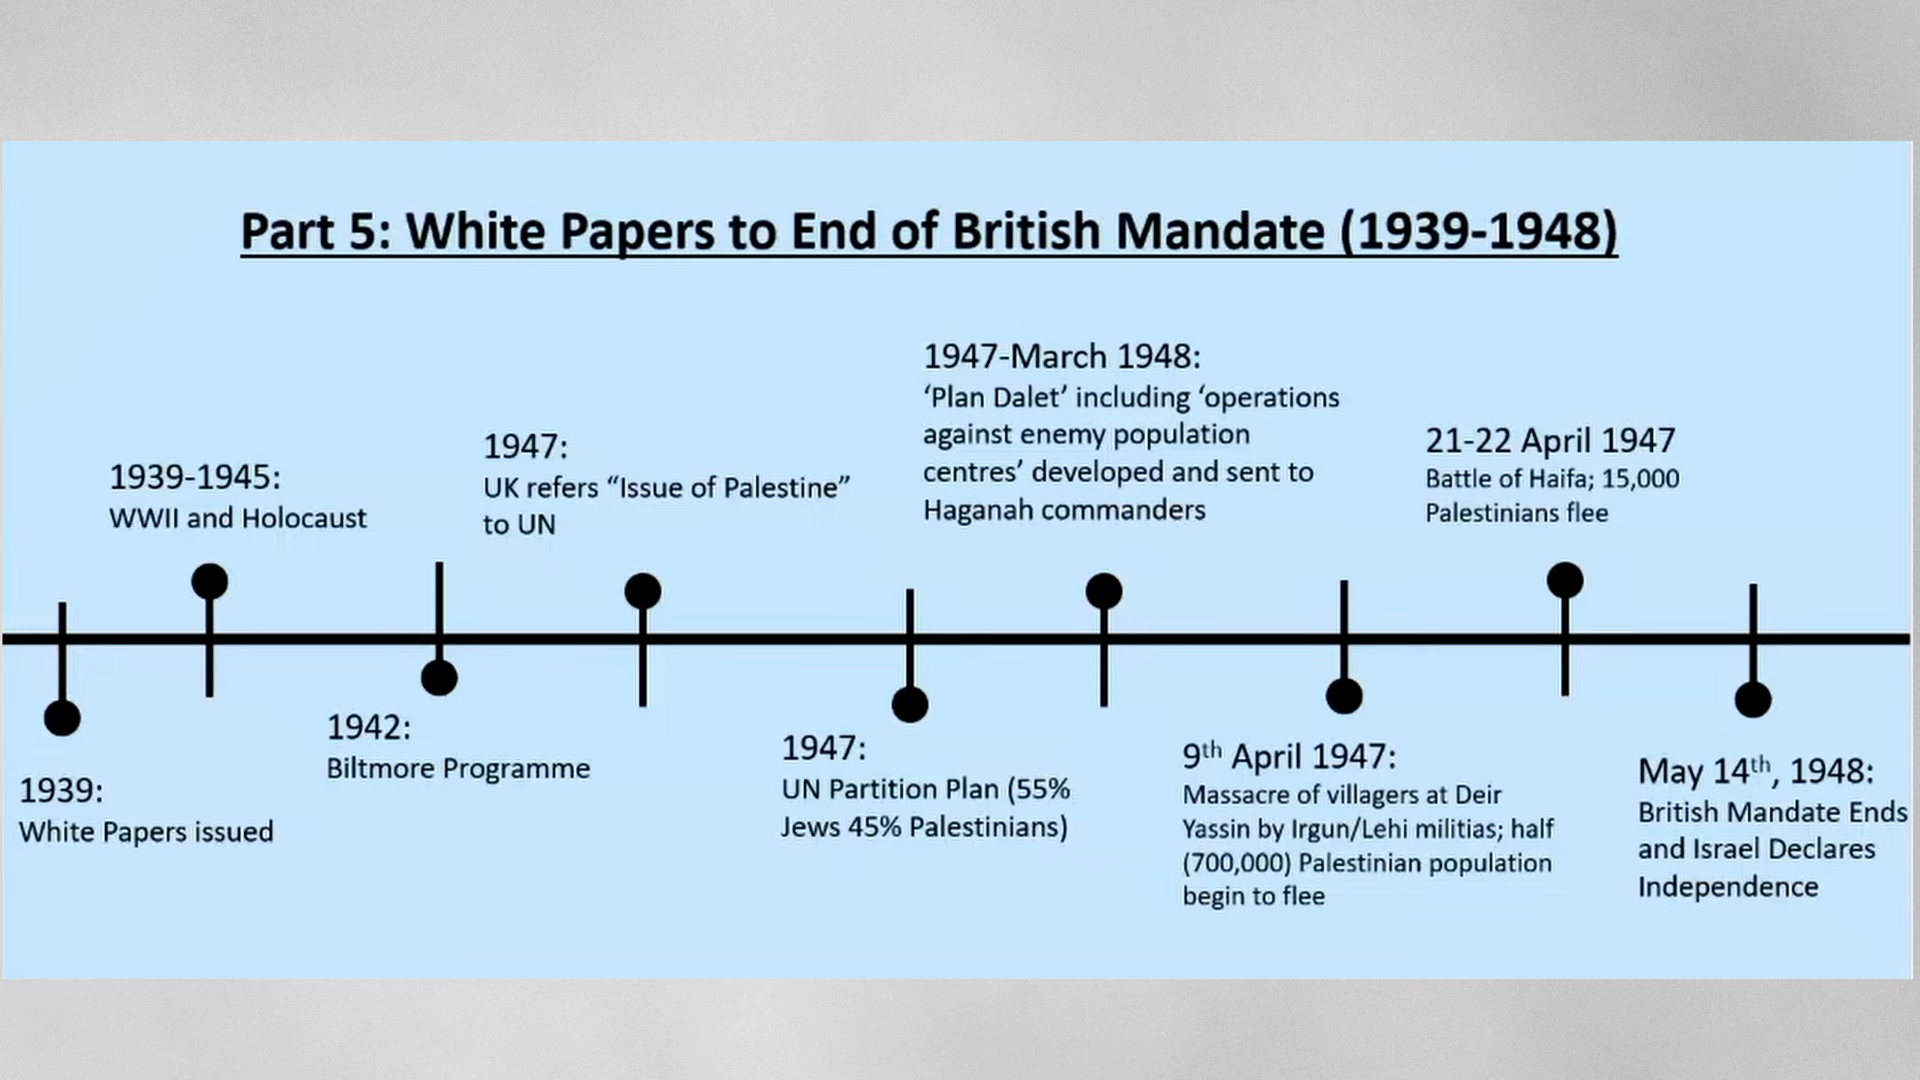 Part 5: White Papers to End of British Mandate (1939-1948)
1939:
White Papers issued
1939-1945:
WWII and Holocaust
1942:
Biltmore Programme
1947:
UK refers “Issue of Palestine”
to UN
1947:
UN Partition Plan (55%
Jews 45% Palestinians)
1947-March 1948:
‘Plan Dalet’ including ‘operations
against enemy population
centres’ developed and sent to
Haganah commanders
9th April 1947:
Massacre of villagers at Deir
Yassin by Irgun/Lehi militias; half
(700,000) Palestinian population
begin to flee
21-22 April 1947
Battle of Haifa; 15,000
Palestinians flee
May 14th, 1948:
British Mandate Ends
and Israel Declares
Independence